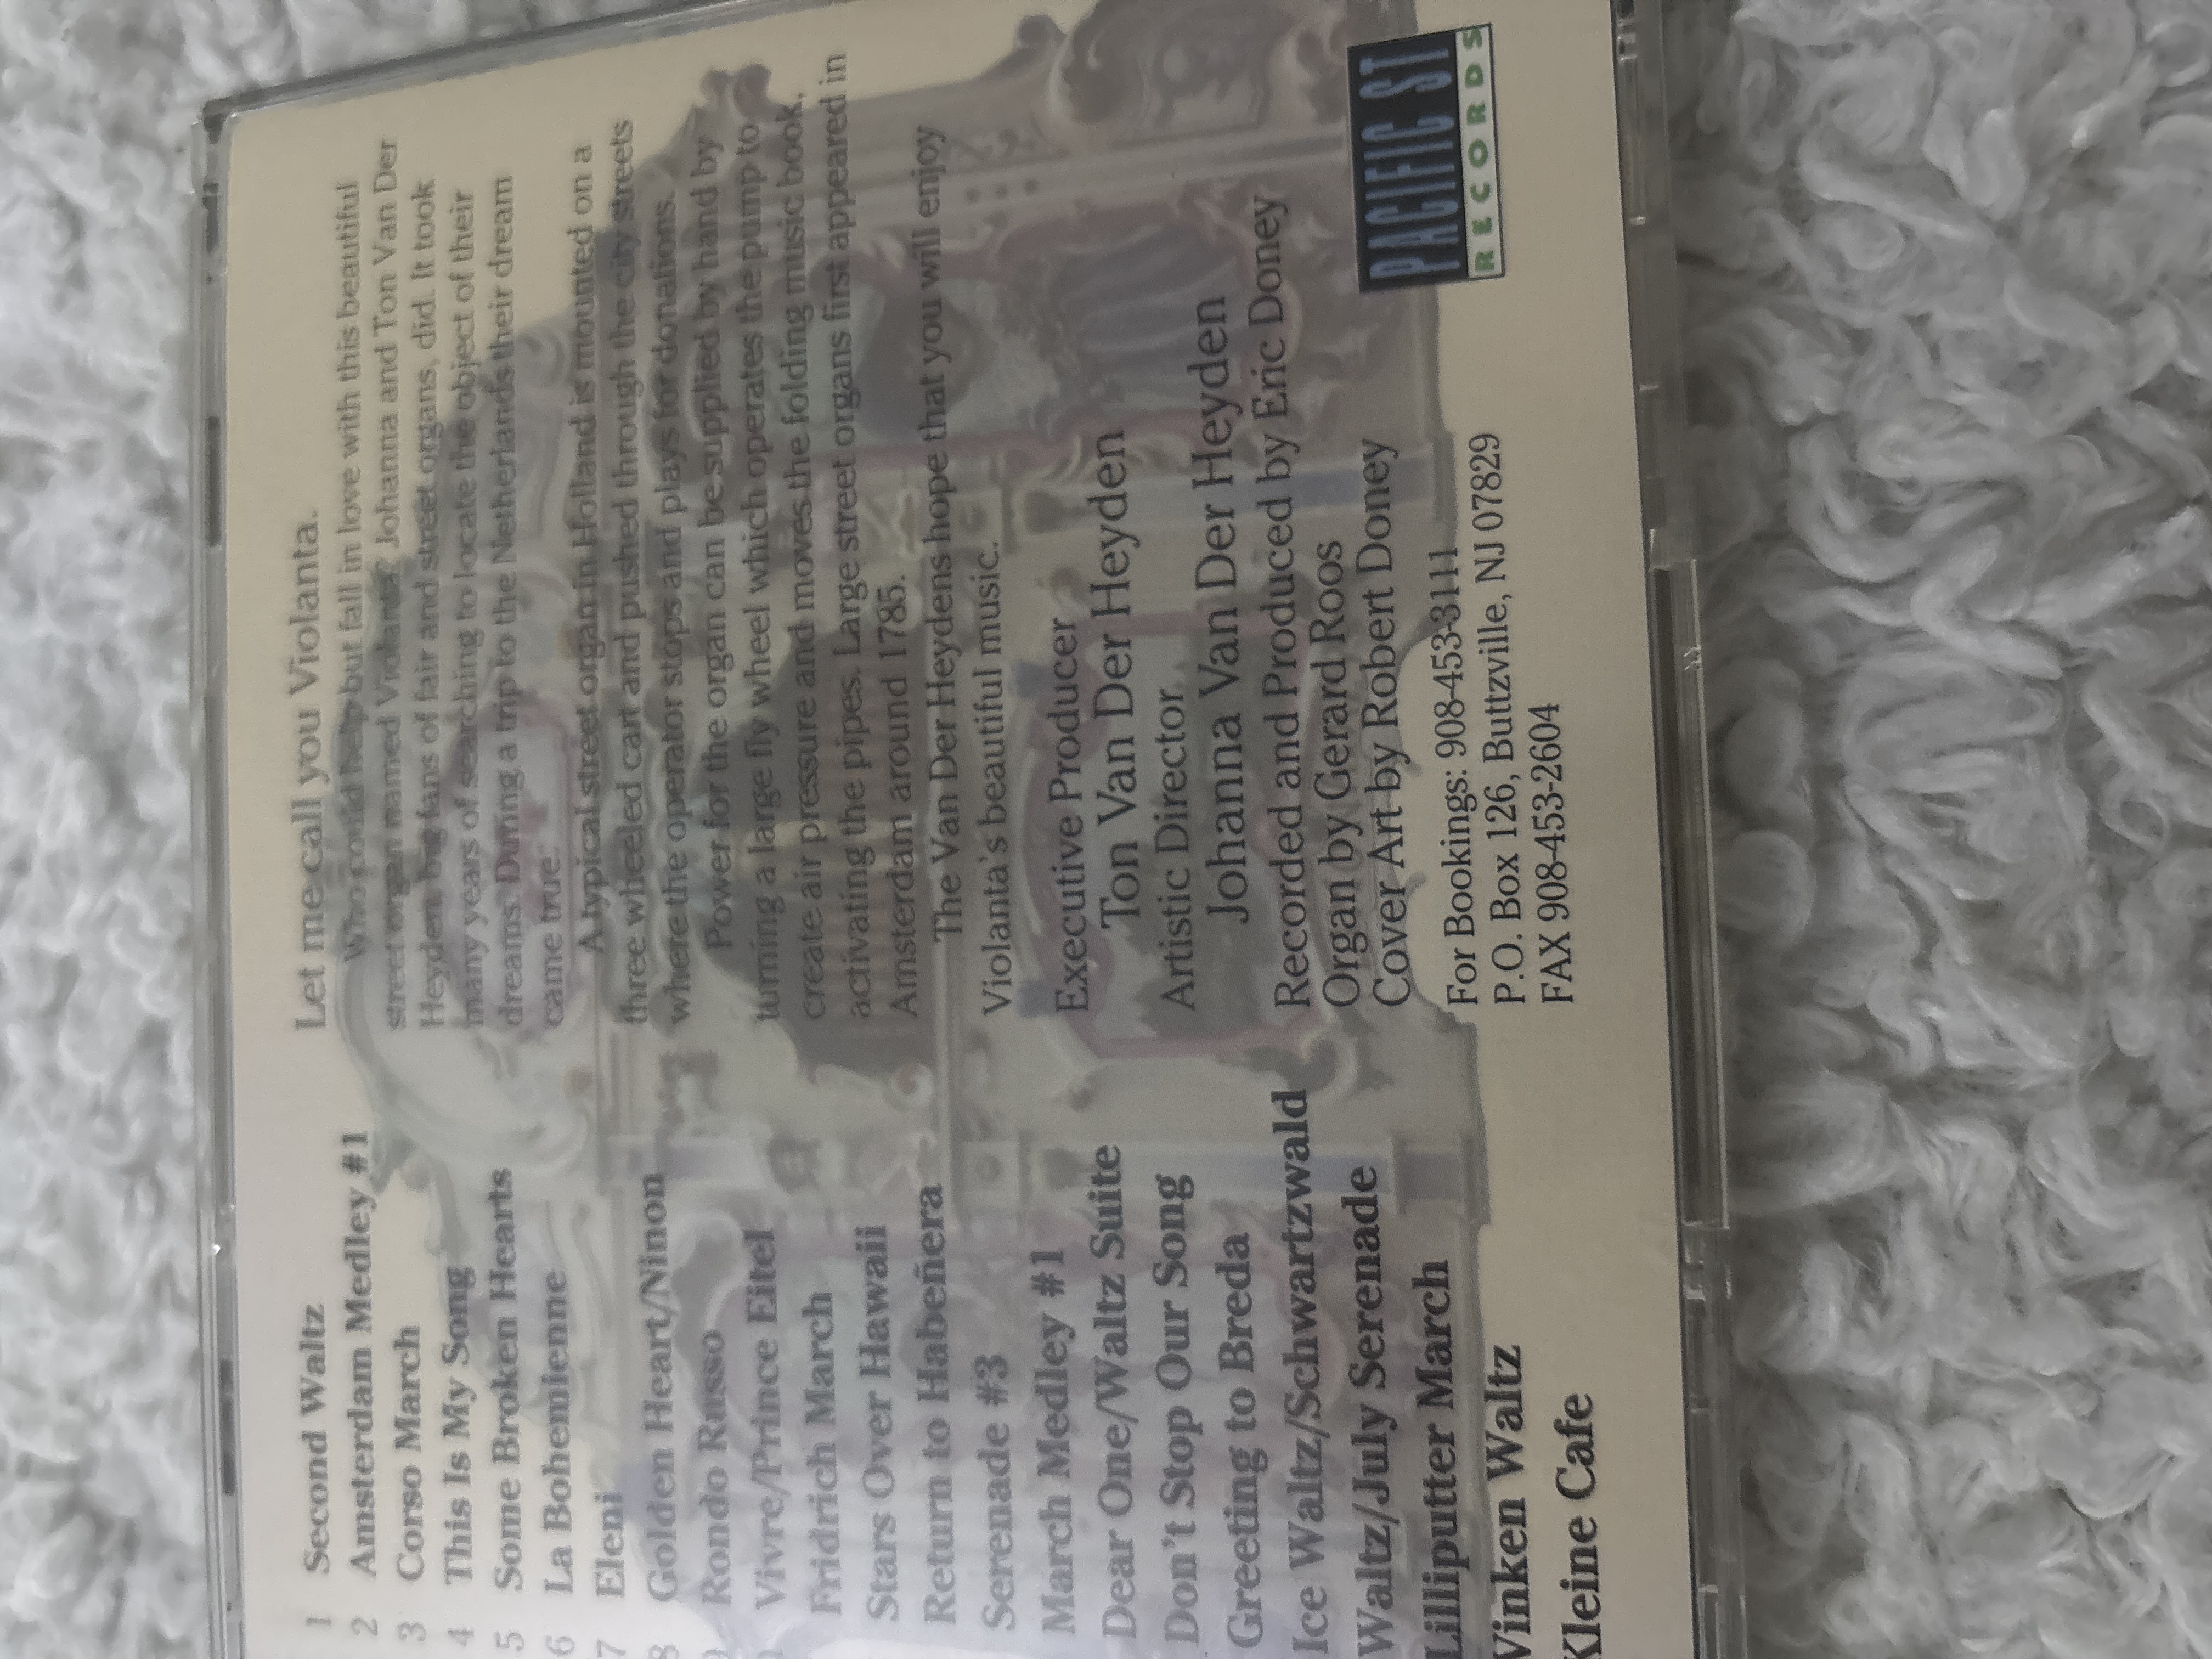 1 Second Waltz
2 Amsterdam Medley #1
3 Corso March
4 This Is My Song
5 Some Broken Hearts
6 La Bohemienne
7 Eleni
8 Golden Heart/Ninon
Rondo Russo
Vivre/Prince Eitel
Fridrich March
Stars Over Hawaii
Return to Habeñera
Serenade #3
March Medley #1
Dear One/Waltz Suite
Don't Stop Our Song
Greeting to Breda
Ice Waltz/Schwartzwald
Waltz/July Serenade
Lilliputter March
Vinken Waltz
Kleine Cafe
Let me call you Violanta.
Who could help but fall in love with this beautiful
street organ named Violanta? Johanna and Ton Van Der
Heyden, big fans of fair and street organs, did. It took
many years of searching to locate the object of their
dreams. During a trip to the Netherlands their dream
came true.
A typical street organ in Holland is mounted on a
three wheeled cart and pushed through the city streets
where the operator stops and plays for donations.
Power for the organ can be supplied by hand by
turning a large fly wheel which operates the pump to
create air pressure and moves the folding music book,
activating the pipes. Large street organs first appeared in
Amsterdam around 1785.
The Van Der Heydens hope that you will enjoy
Violanta's beautiful music.
Executive Producer
Ton Van Der Heyden
Artistic Director
Johanna Van Der Heyden
Recorded and Produced by Eric Doney
Organ by Gerard Roos
Cover Art by Robert Doney
For Bookings: 908-453-3111
P.O. Box 126, Buttzville, NJ 07829
FAX 908-453-2604
PACIFIC ST
RECORDS